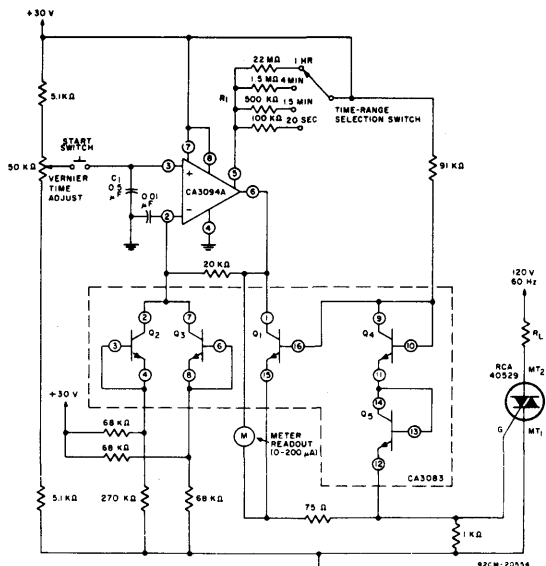 +30 V
5.1KΩ
START
SWITCH
50 KΩ
VERNIER
TIME
ADJUST
C1
0.5
μF
0.01
μF
3
2
+
−
7
8
CA3094A
4
5
6
R1
22 MΩ
1 HR
1.5 MΩ
4 MIN
500 KΩ
1.5 MIN
100 KΩ
20 SEC
TIME-RANGE
SELECTION SWITCH
91 KΩ
20 KΩ
120 V
60 Hz
RL
MT2
RCA
40529
MT1
G
2
3
Q2
4
7
Q3
6
8
1
Q1
16
15
9
Q4
10
11
14
Q5
13
12
CA3083
+30 V
68 KΩ
68 KΩ
M
METER
READOUT
(0-200 μA)
5.1KΩ
270 KΩ
68 KΩ
75 Ω
1 KΩ
92CM-20554